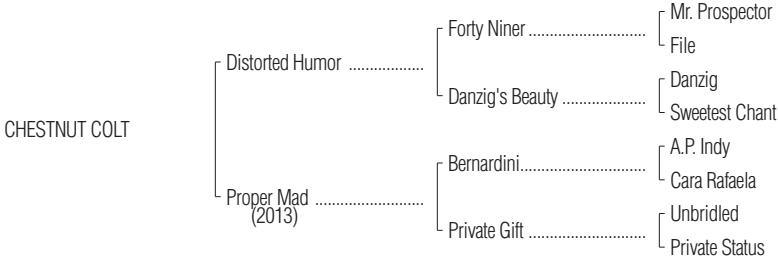 Mr. Prospector
Forty Niner ..............................
File
Distorted Humor ..................
Danzig
Danzig's Beauty .....................
Sweetest Chant
CHESTNUT COLT
A.P. Indy
Bernardini................................
Cara Rafaela
Proper Mad ...........................
(2013)
Unbridled
Private Gift ..............................
Private Status